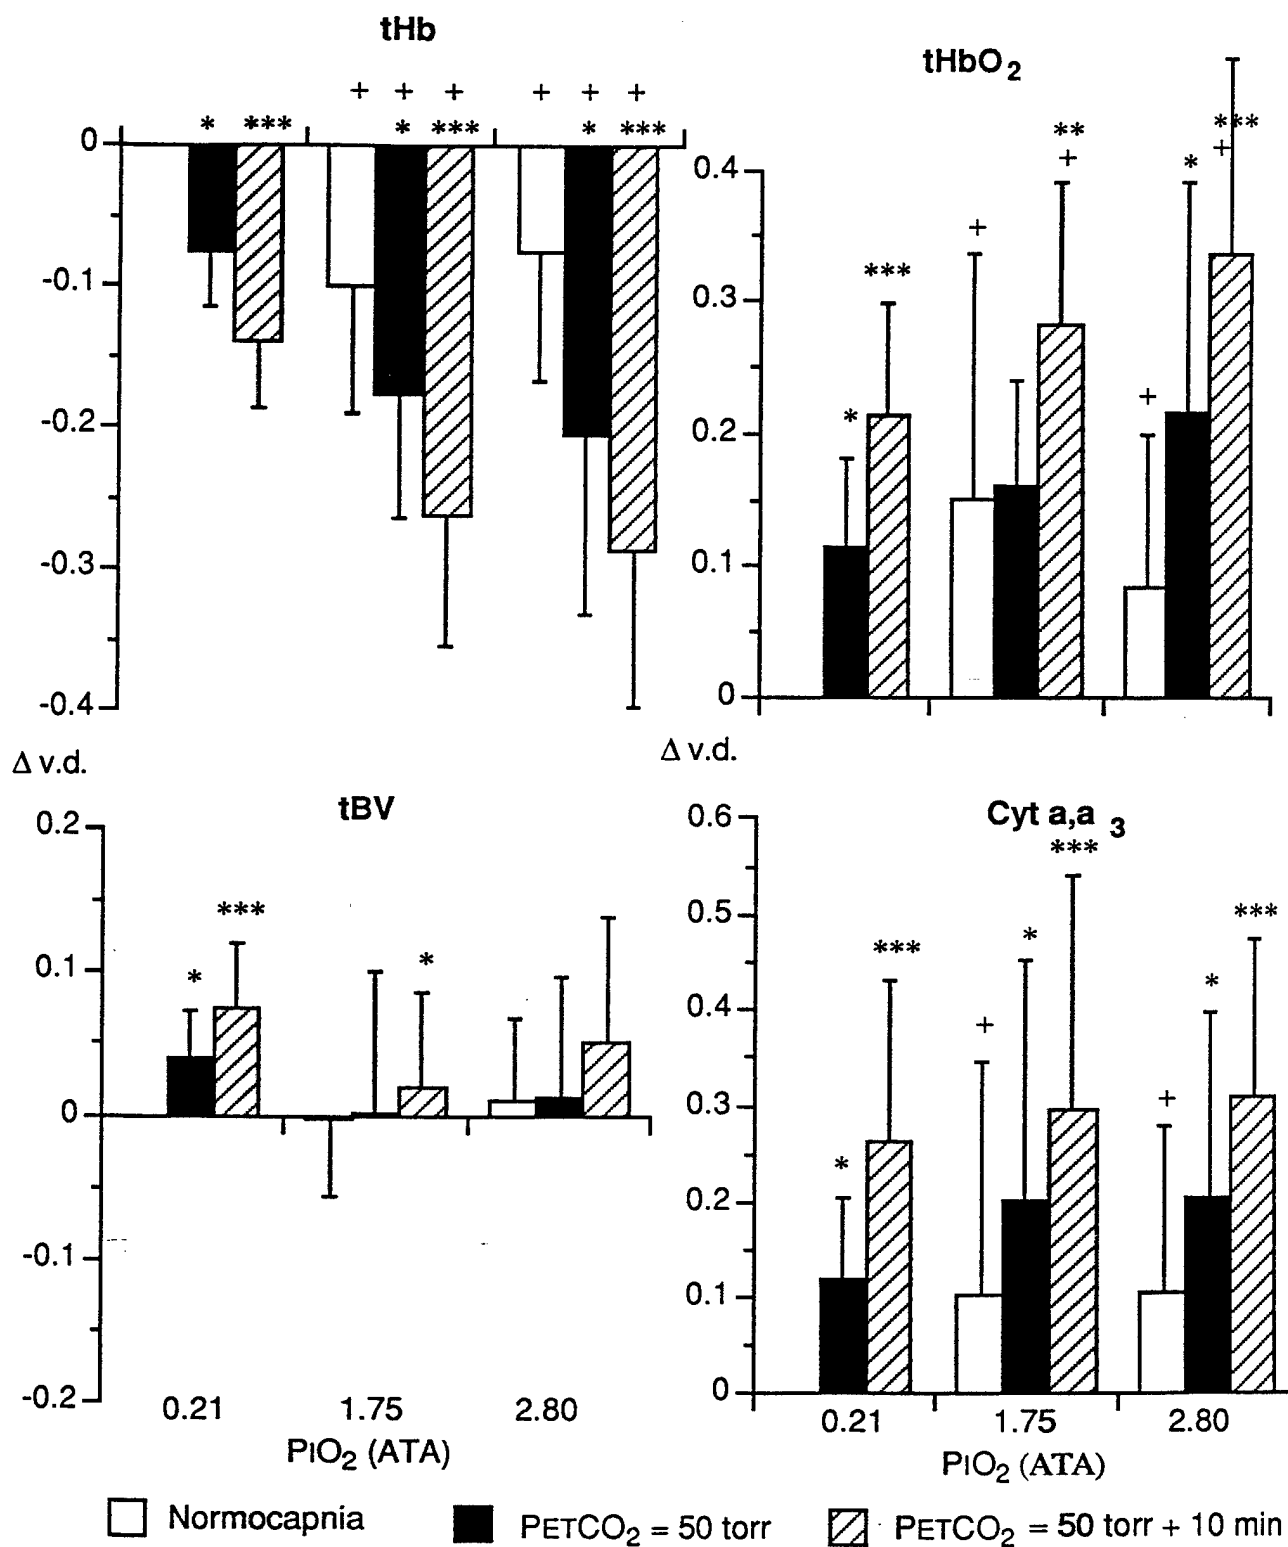 tHb
+ + + + + +
* *** * *** * ***
0
-0.1
-0.2
-0.3
-0.4
tHbO2
*** 
+
**
+
*
+
+
***
*
0.4
0.3
0.2
0.1
0
Δ v.d.
tBV
0.2
0.1
0
-0.1
-0.2
*
***
*
0.21 1.75 2.80
PIO2 (ATA)
Δ v.d.
Cyt a,a 3
0.6
0.5
0.4
0.3
0.2
0.1
0
*
***
+
*
***
+
*
***
0.21 1.75 2.80
PIO2 (ATA)
Normocapnia
PETCO2 = 50 torr
PETCO2 = 50 torr + 10 min